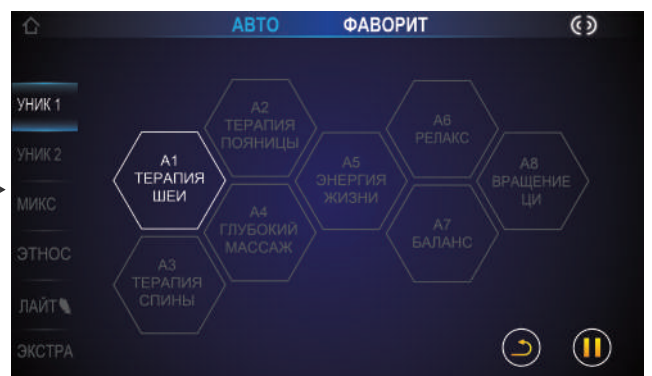 АВТО ФАВОРИТ
УНИК 1
УНИК 2
МИКС
ЭТНОС
ЛАЙТ
ЭКСТРА
A1
ТЕРАПИЯ
ШЕИ
A2
ТЕРАПИЯ
ПОЯНИЦЫ
A3
ТЕРАПИЯ
СПИНЫ
A4
ГЛУБОКИЙ
МАССАЖ
A5
ЭНЕРГИЯ
ЖИЗНИ
A6
РЕЛАКС
A7
БАЛАНС
A8
ВРАЩЕНИЕ
ЦИ